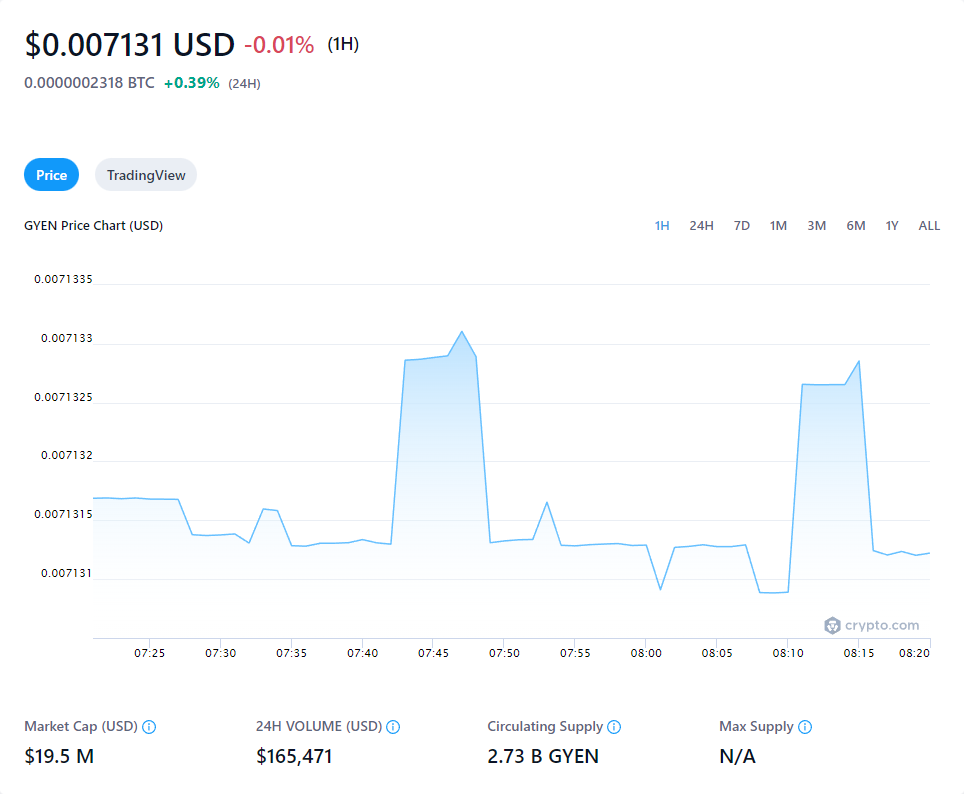 $0.007131 USD -0.01% (1H)
0.0000002318 BTC +0.39% (24H)
Price TradingView
GYEN Price Chart (USD) 1H 24H 7D 1M 3M 6M 1Y ALL
0.0071335
0.007133
0.0071325
0.007132
0.0071315
0.007131
crypto.com
07:25 07:30 07:35 07:40 07:45 07:50 07:55 08:00 08:05 08:10 08:15 08:20
Market Cap (USD) 24H VOLUME (USD) Circulating Supply Max Supply
$19.5 M $165,471 2.73 B GYEN N/A